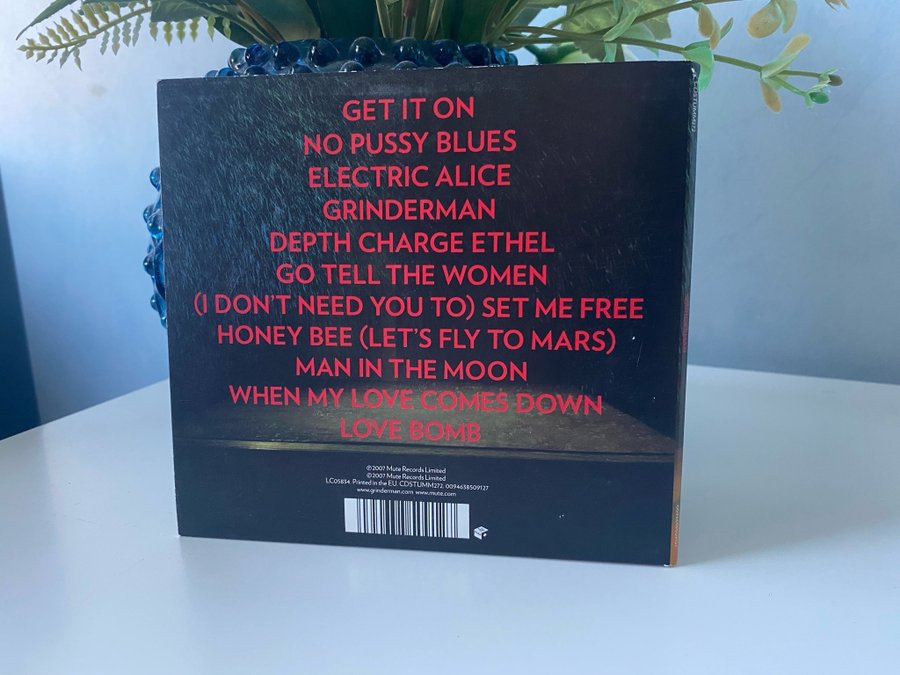 GET IT ON
NO PUSSY BLUES
ELECTRIC ALICE
GRINDERMAN
DEPTH CHARGE ETHEL
GO TELL THE WOMEN
(I DON'T NEED YOU TO) SET ME FREE
HONEY BEE (LET'S FLY TO MARS)
MAN IN THE MOON
WHEN MY LOVE COMES DOWN
LOVE BOMB
℗2007 Mute Records Limited
©2007 Mute Records Limited
LC05834. Printed in the EU. CDSTUMM272. 0094638509127
www.grinderman.com www.mute.com
CDSTUMM272